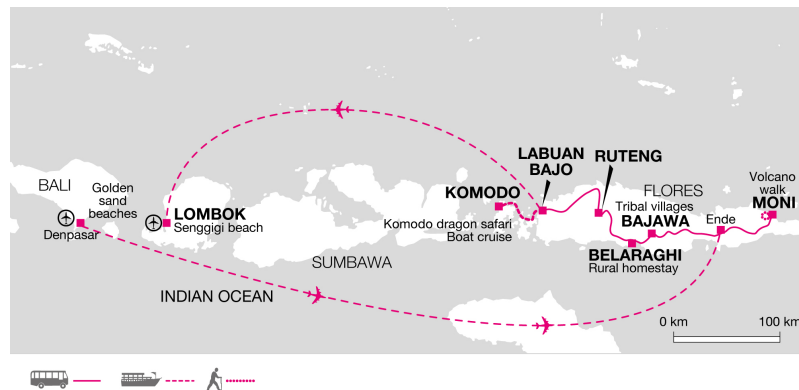 BALI
Golden
sand
beaches
Denpasar
LOMBOK
Senggigi beach
SUMBAWA
INDIAN OCEAN
KOMODO
Komodo dragon safari
Boat cruise
LABUAN
BAJO
RUTENG
FLORES
Tribal villages
BAJAWA
BELARAGHI
Rural homestay
Ende
Volcano
walk
MONI
0 km
100 km